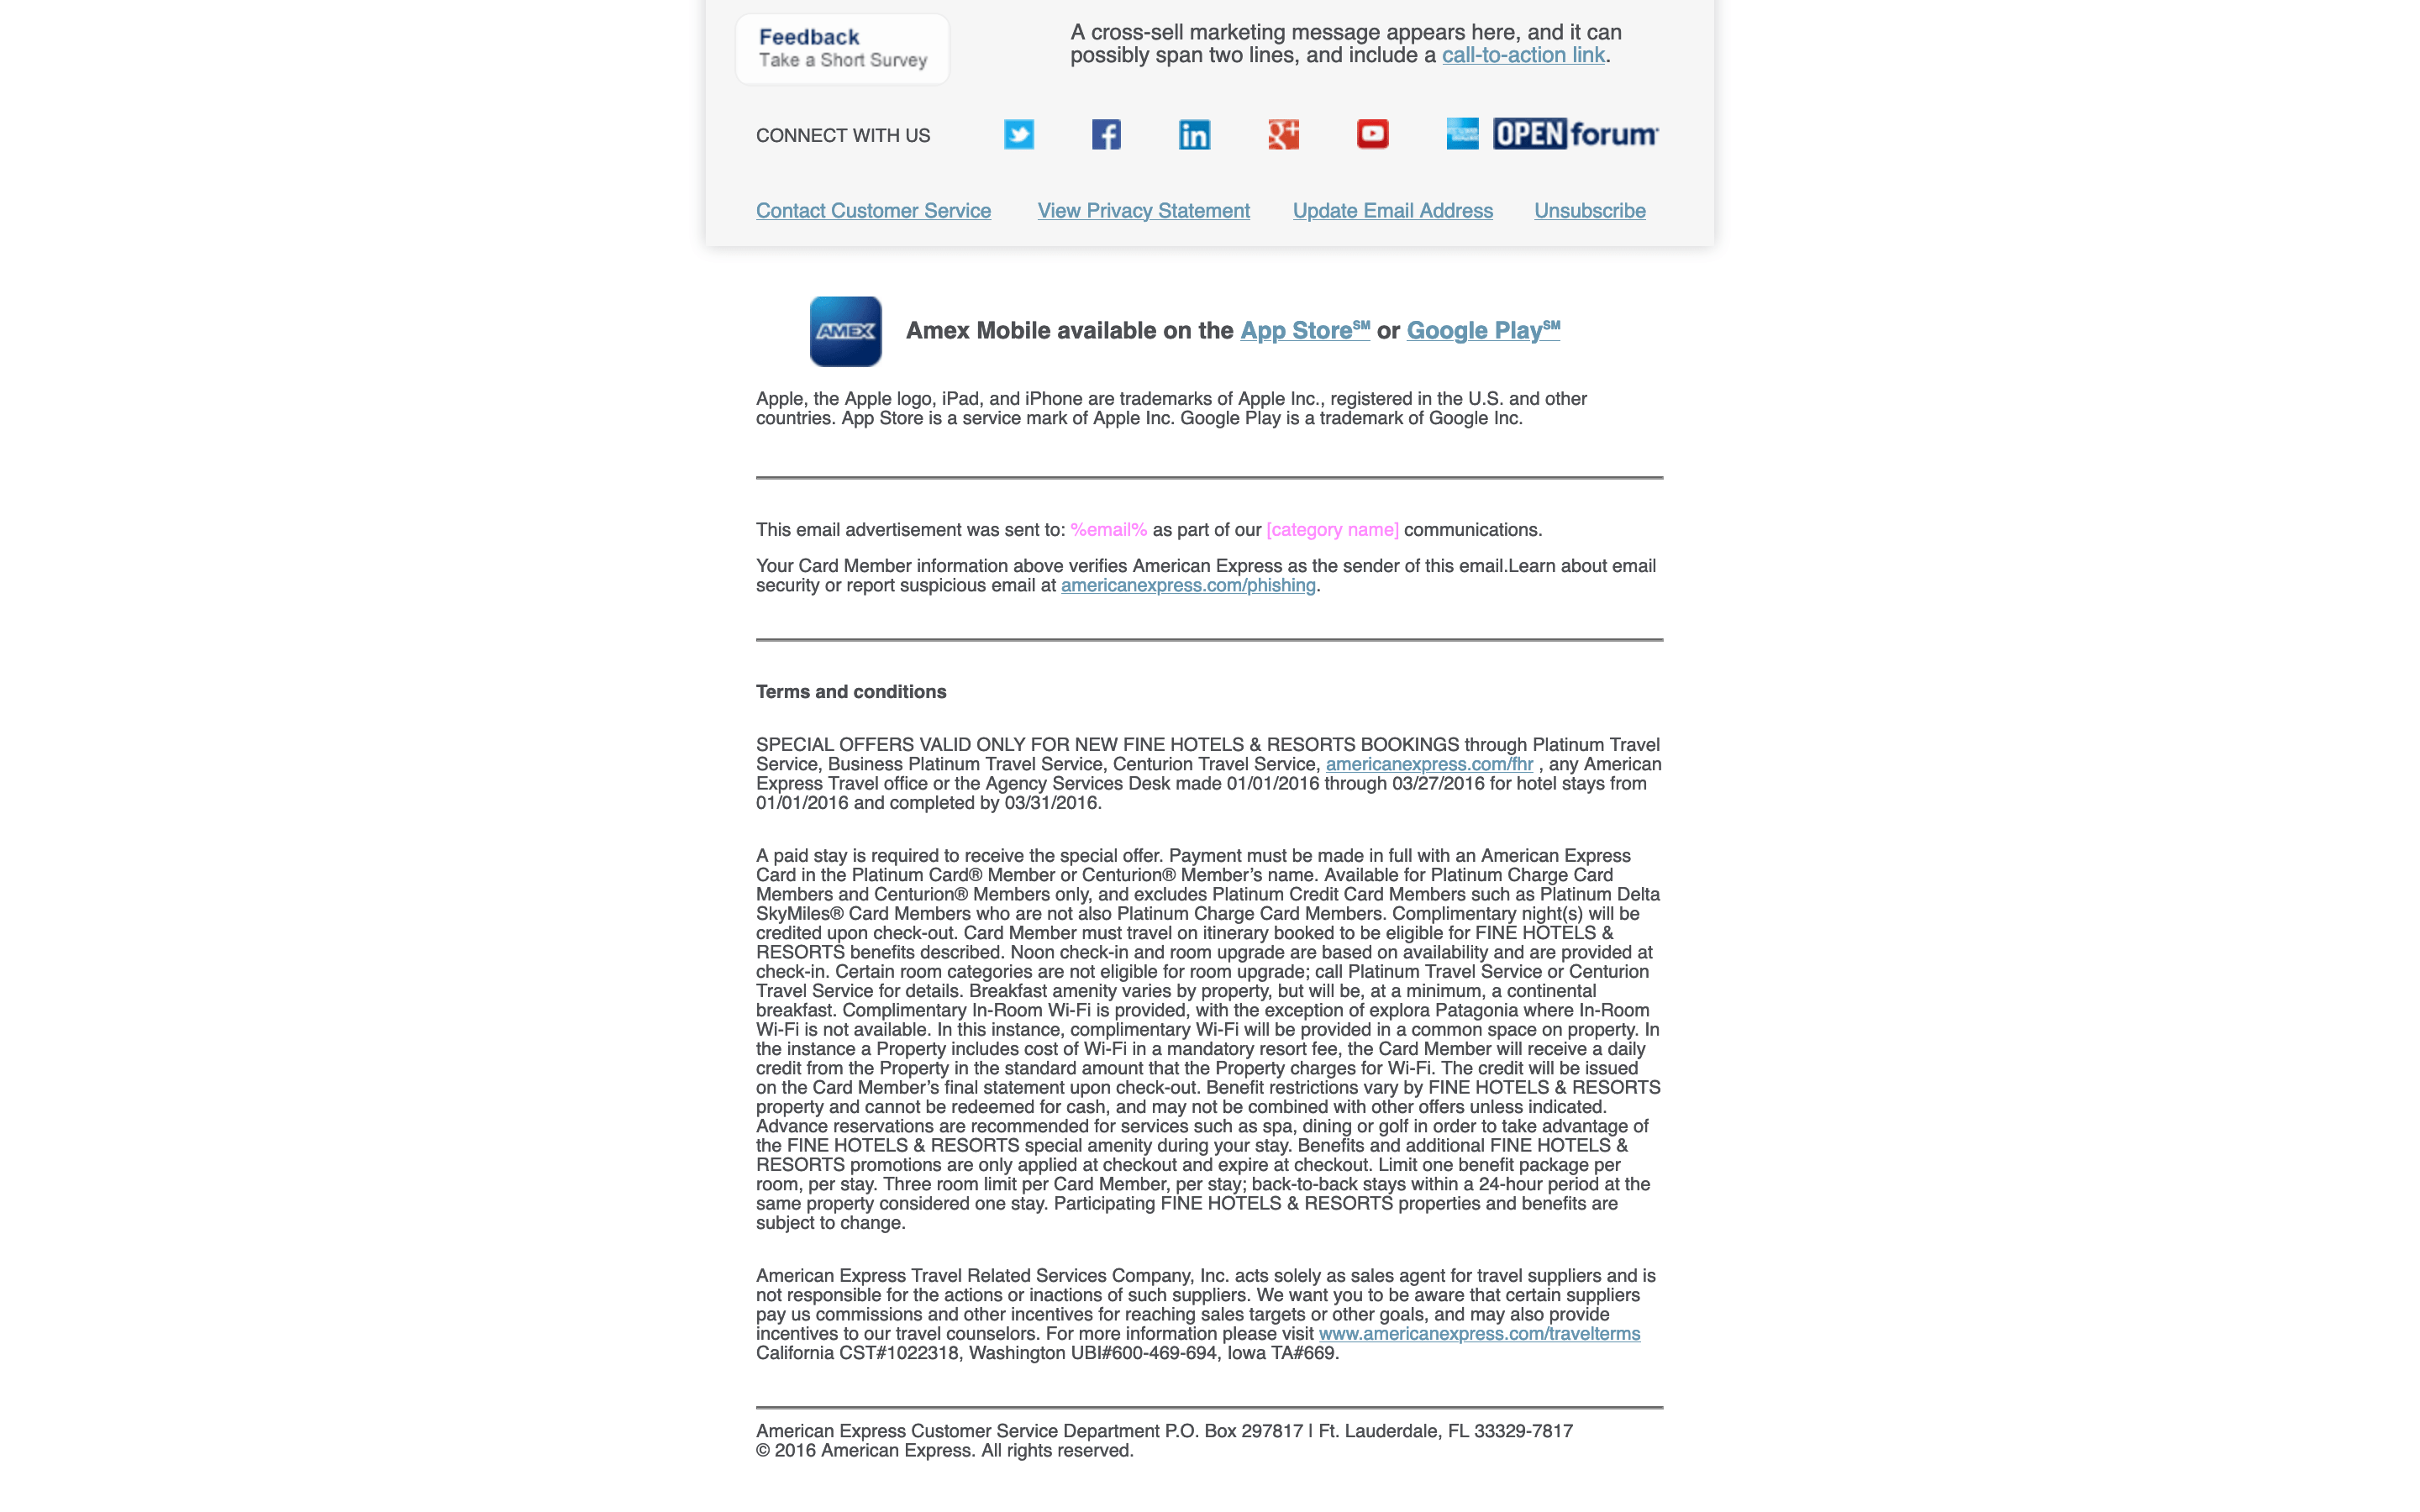 Feedback
Take a Short Survey
A cross-sell marketing message appears here, and it can
possibly span two lines, and include a call-to-action link.
CONNECT WITH US
OPEN forum
Contact Customer Service View Privacy Statement Update Email Address Unsubscribe
AMEX
Amex Mobile available on the App Store℠ or Google Play℠
Apple, the Apple logo, iPad, and iPhone are trademarks of Apple Inc., registered in the U.S. and other
countries. App Store is a service mark of Apple Inc. Google Play is a trademark of Google Inc.
This email advertisement was sent to: %email% as part of our [category name] communications.
Your Card Member information above verifies American Express as the sender of this email.Learn about email
security or report suspicious email at americanexpress.com/phishing.
Terms and conditions
SPECIAL OFFERS VALID ONLY FOR NEW FINE HOTELS & RESORTS BOOKINGS through Platinum Travel
Service, Business Platinum Travel Service, Centurion Travel Service, americanexpress.com/fhr , any American
Express Travel office or the Agency Services Desk made 01/01/2016 through 03/27/2016 for hotel stays from
01/01/2016 and completed by 03/31/2016.
A paid stay is required to receive the special offer. Payment must be made in full with an American Express
Card in the Platinum Card® Member or Centurion® Member’s name. Available for Platinum Charge Card
Members and Centurion® Members only, and excludes Platinum Credit Card Members such as Platinum Delta
SkyMiles® Card Members who are not also Platinum Charge Card Members. Complimentary night(s) will be
credited upon check-out. Card Member must travel on itinerary booked to be eligible for FINE HOTELS &
RESORTS benefits described. Noon check-in and room upgrade are based on availability and are provided at
check-in. Certain room categories are not eligible for room upgrade; call Platinum Travel Service or Centurion
Travel Service for details. Breakfast amenity varies by property, but will be, at a minimum, a continental
breakfast. Complimentary In-Room Wi-Fi is provided, with the exception of explora Patagonia where In-Room
Wi-Fi is not available. In this instance, complimentary Wi-Fi will be provided in a common space on property. In
the instance a Property includes cost of Wi-Fi in a mandatory resort fee, the Card Member will receive a daily
credit from the Property in the standard amount that the Property charges for Wi-Fi. The credit will be issued
on the Card Member’s final statement upon check-out. Benefit restrictions vary by FINE HOTELS & RESORTS
property and cannot be redeemed for cash, and may not be combined with other offers unless indicated.
Advance reservations are recommended for services such as spa, dining or golf in order to take advantage of
the FINE HOTELS & RESORTS special amenity during your stay. Benefits and additional FINE HOTELS &
RESORTS promotions are only applied at checkout and expire at checkout. Limit one benefit package per
room, per stay. Three room limit per Card Member, per stay; back-to-back stays within a 24-hour period at the
same property considered one stay. Participating FINE HOTELS & RESORTS properties and benefits are
subject to change.
American Express Travel Related Services Company, Inc. acts solely as sales agent for travel suppliers and is
not responsible for the actions or inactions of such suppliers. We want you to be aware that certain suppliers
pay us commissions and other incentives for reaching sales targets or other goals, and may also provide
incentives to our travel counselors. For more information please visit www.americanexpress.com/travelterms
California CST#1022318, Washington UBI#600-469-694, Iowa TA#669.
American Express Customer Service Department P.O. Box 297817 | Ft. Lauderdale, FL 33329-7817
© 2016 American Express. All rights reserved.